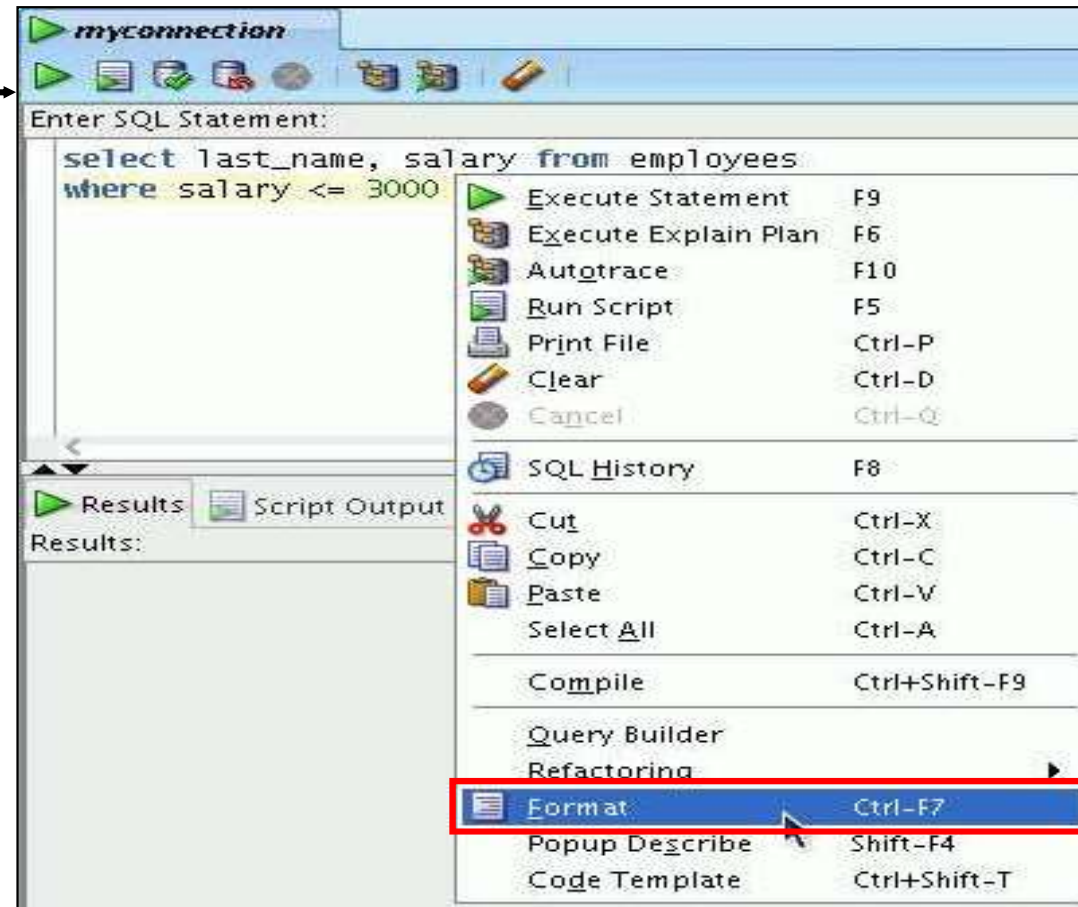 myconnection
Enter SQL Statement:
select last_name, salary from employees
where salary <= 3000
Execute Statement F9
Execute Explain Plan F6
Autotrace F10
Run Script F5
Print File Ctrl-P
Clear Ctrl-D
Cancel Ctrl-Q
SQL History F8
Cut Ctrl-X
Copy Ctrl-C
Paste Ctrl-V
Select All Ctrl-A
Compile Ctrl+Shift-F9
Query Builder
Refactoring
Format Ctrl-F7
Popup Describe Shift-F4
Code Template Ctrl+Shift-T
Results Script Output
Results: